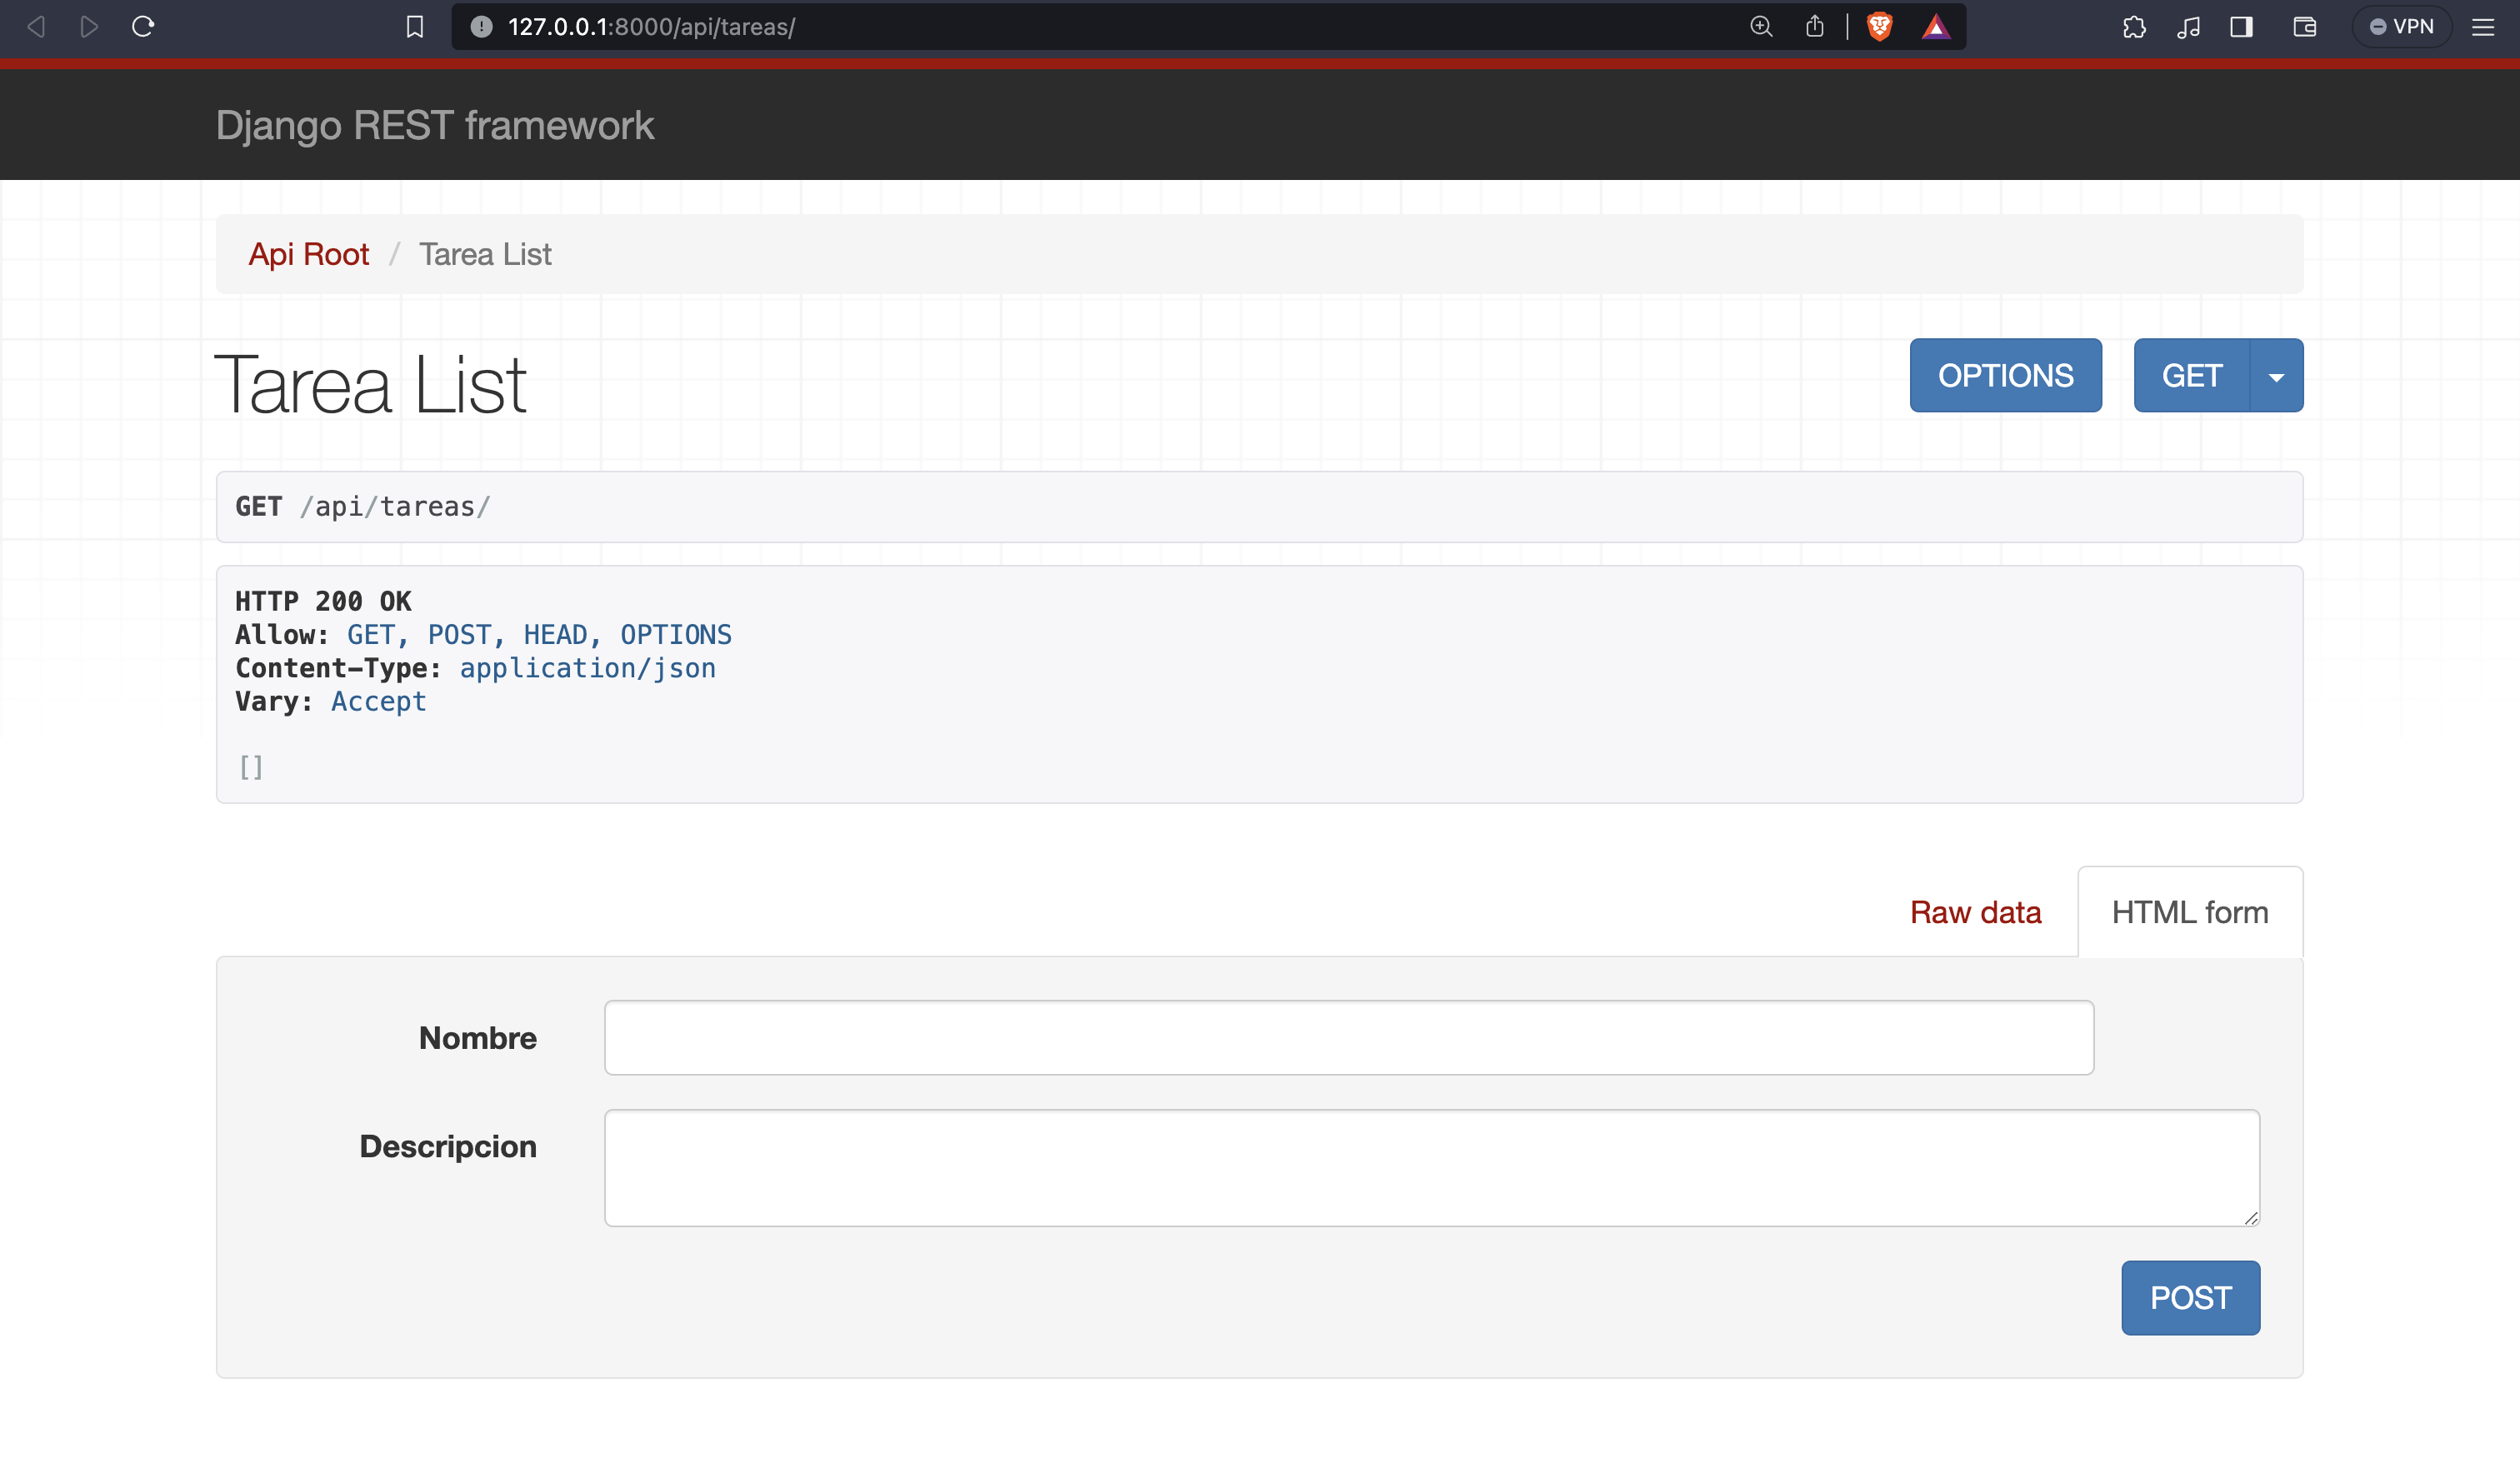 127.0.0.1:8000/api/tareas/
VPN
Django REST framework
Api Root / Tarea List
Tarea List
OPTIONS
GET
GET /api/tareas/
HTTP 200 OK
Allow: GET, POST, HEAD, OPTIONS
Content-Type: application/json
Vary: Accept
[]
Raw data
HTML form
Nombre
Descripcion
POST